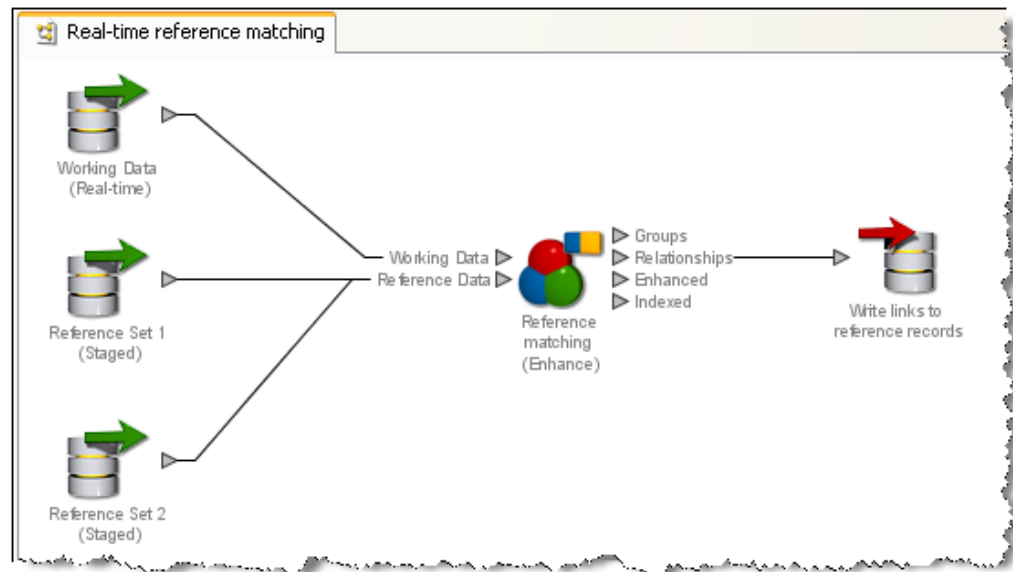 Real-time reference matching
Working Data
(Real-time)
Reference Set 1
(Staged)
Reference Set 2
(Staged)
Working Data
Reference Data
Groups
Relationships
Enhanced
Indexed
Reference
matching
(Enhance)
Write links to
reference records